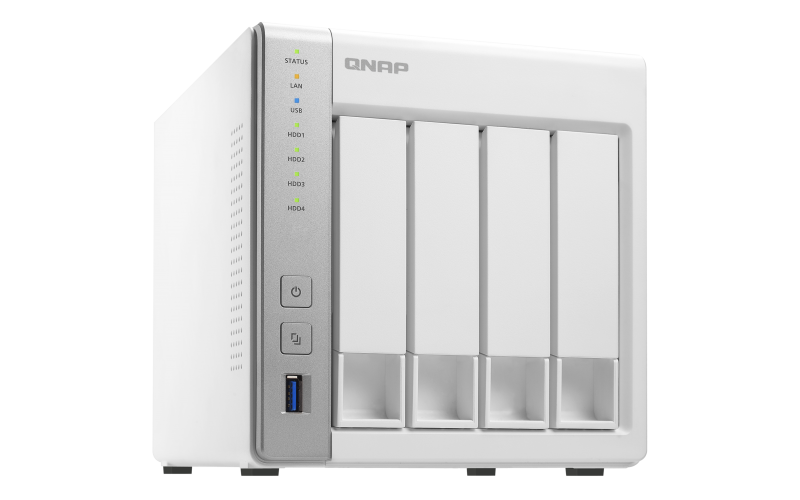 QNAP
STATUS
LAN
USB
HDD1
HDD2
HDD3
HDD4